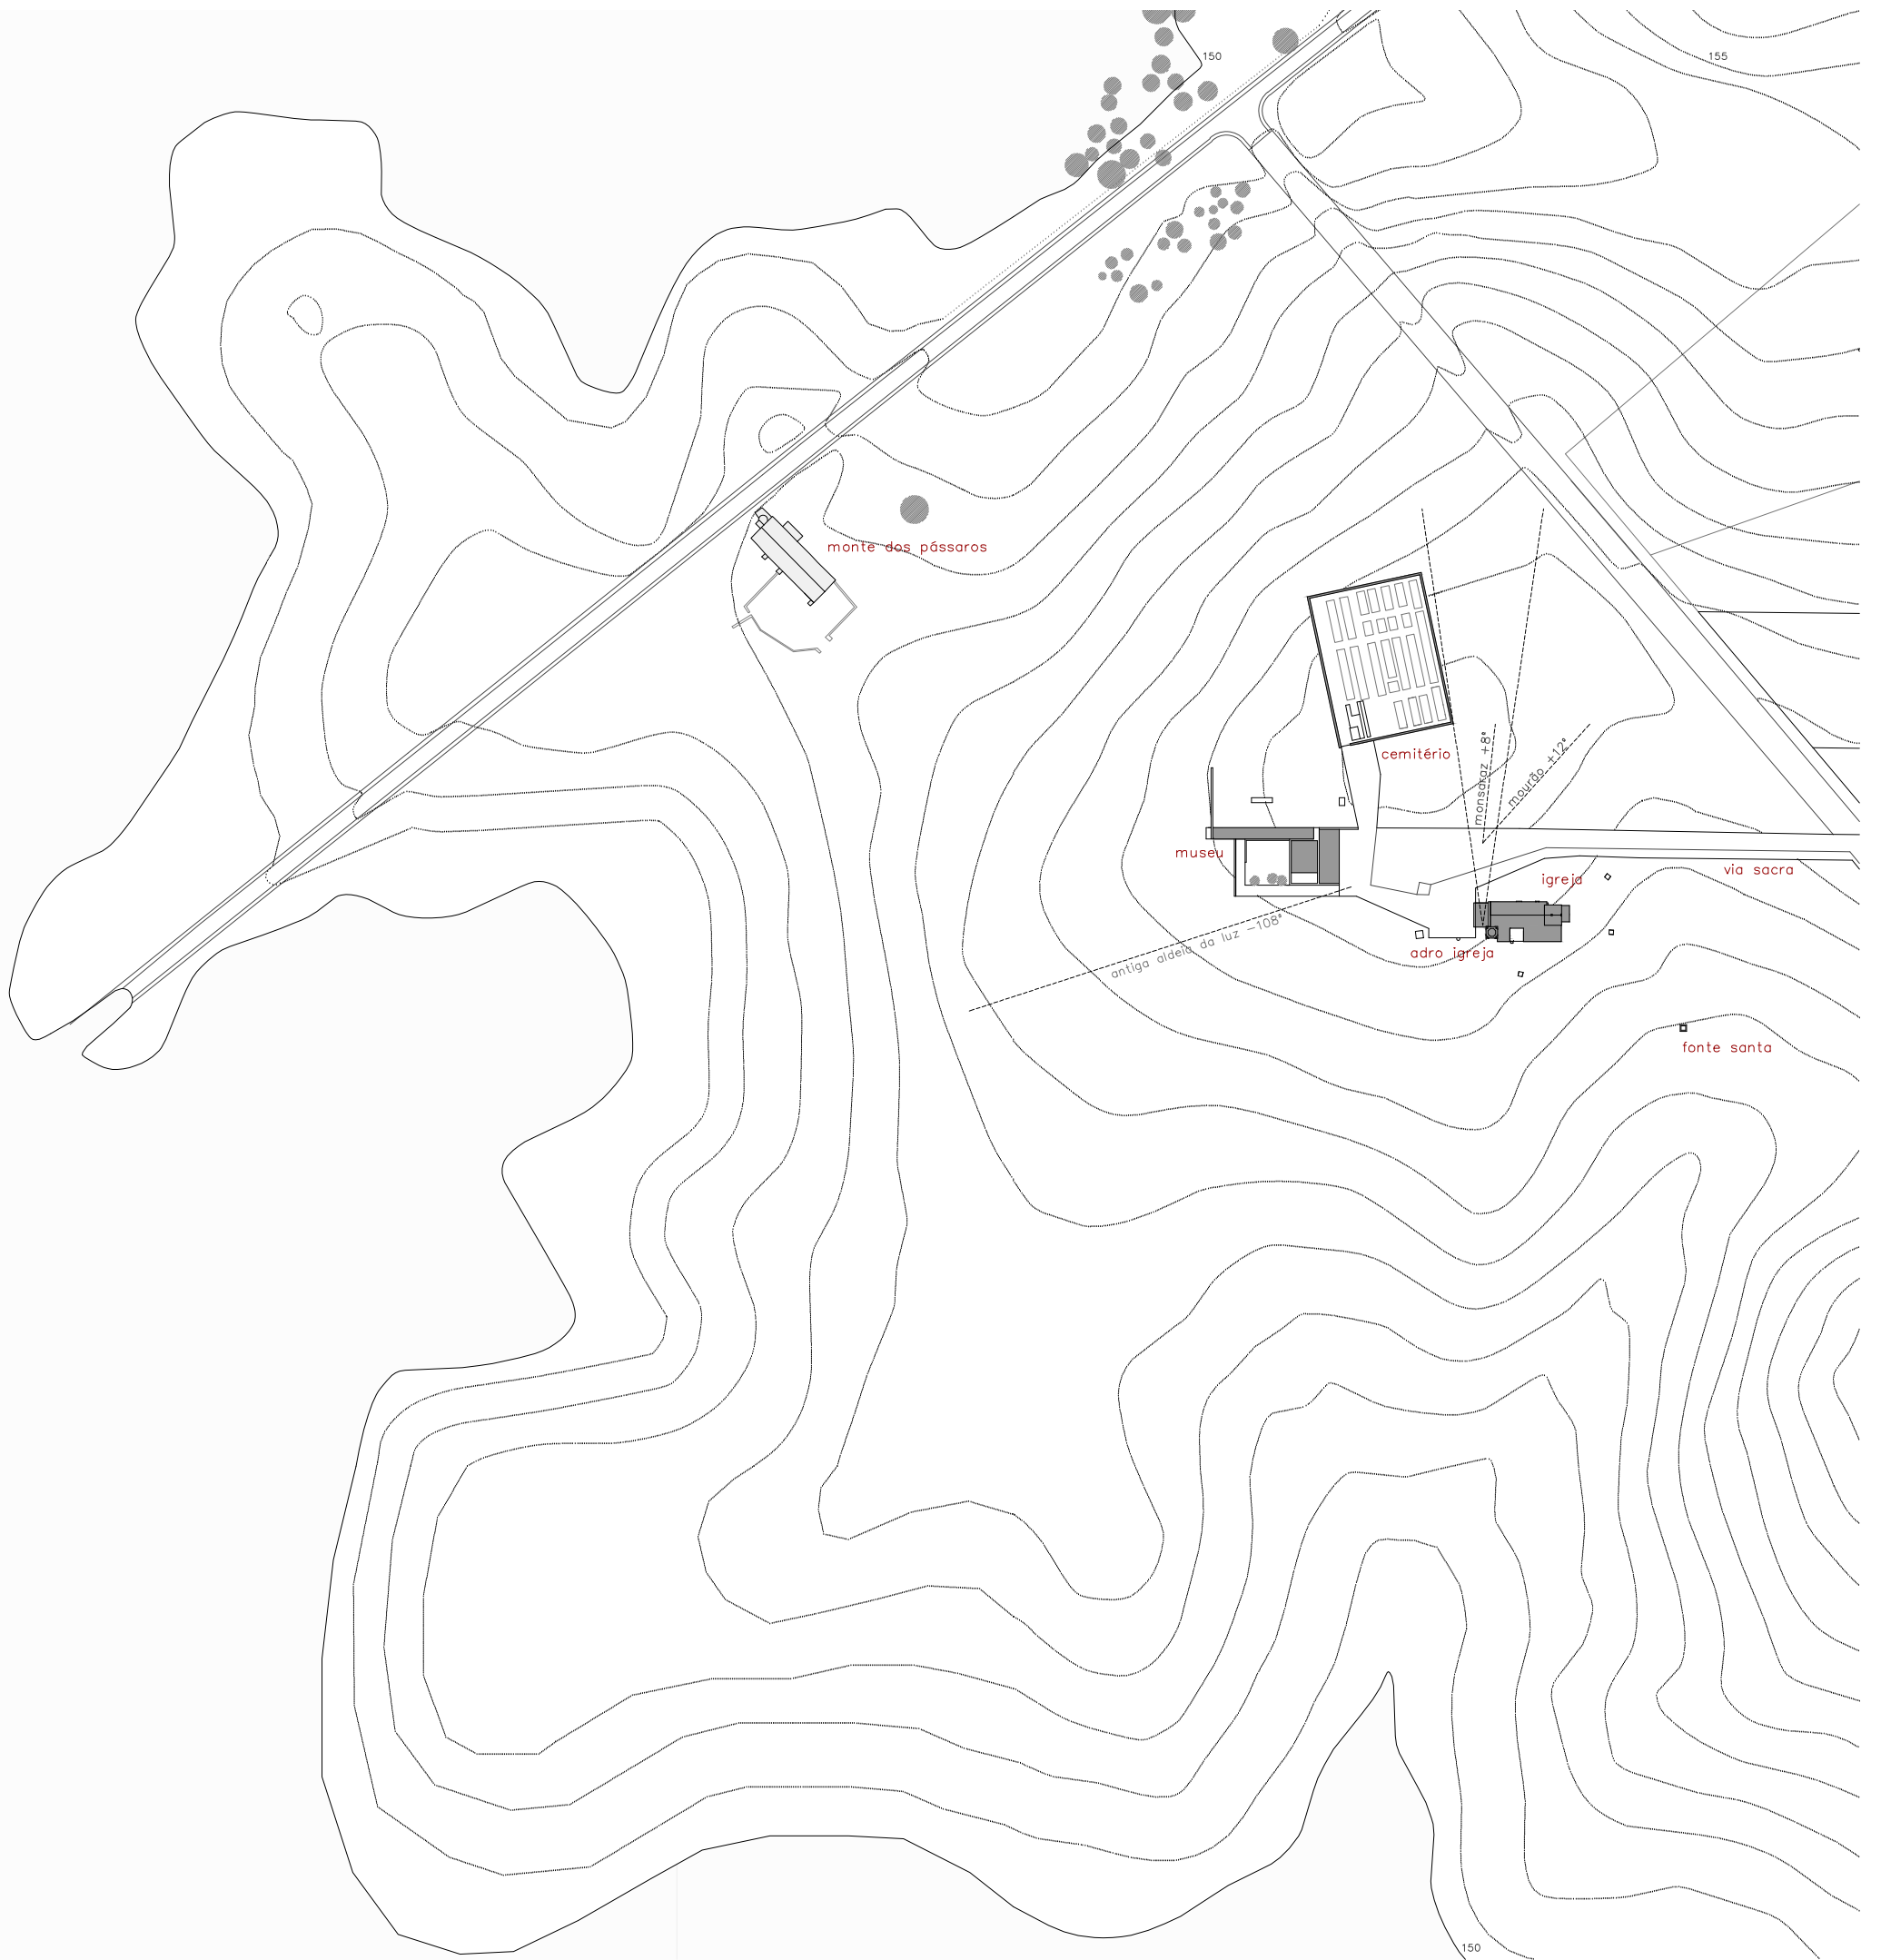 150
155
monte dos pássaros
cemitério
monsaraz +8°
mourão +12°
museu
via sacra
igreja
antiga aldeia da luz -108°
adro igreja
fonte santa
150